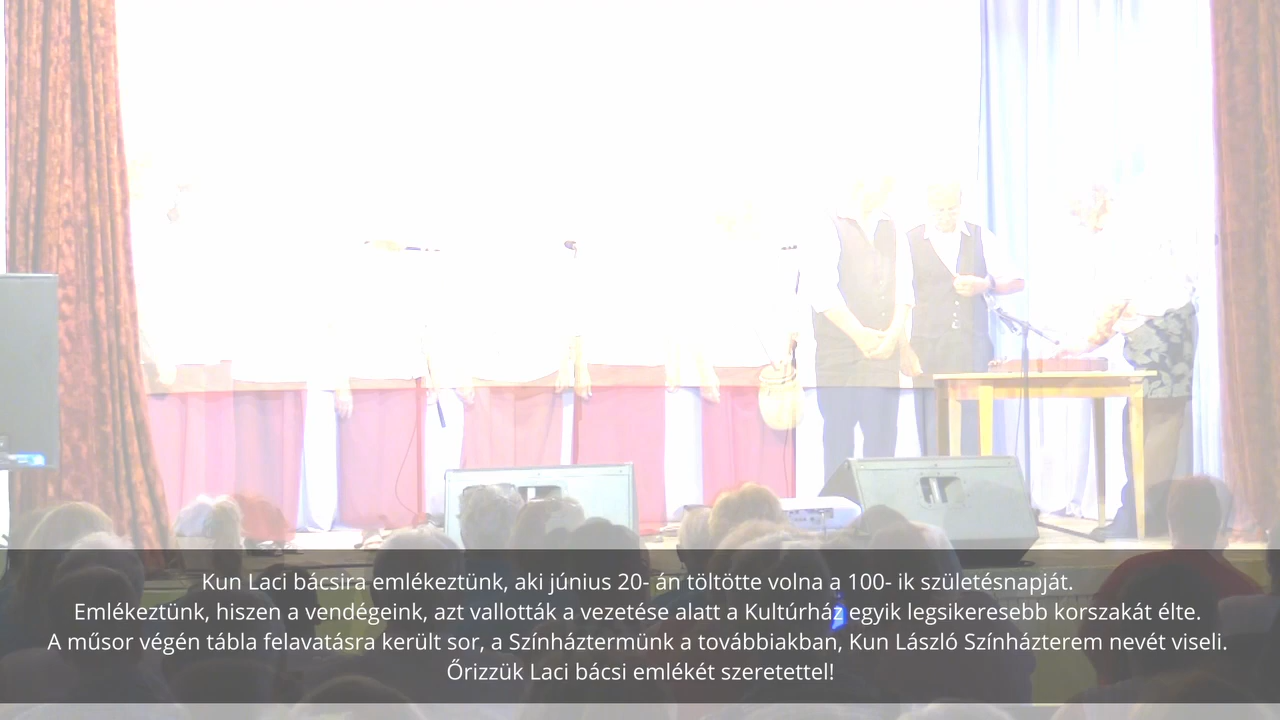 Kun Laci bácsira emlékeztünk, aki június 20- án töltötte volna a 100- ik születésnapját.
Emlékeztünk, hiszen a vendégeink, azt vallották a vezetése alatt a Kultúrház egyik legsikeresebb korszakát élte.
A műsor végén tábla felavatásra került sor, a Színháztermünk a továbbiakban, Kun László Színházterem nevét viseli.
Őrizzük Laci bácsi emlékét szeretettel!